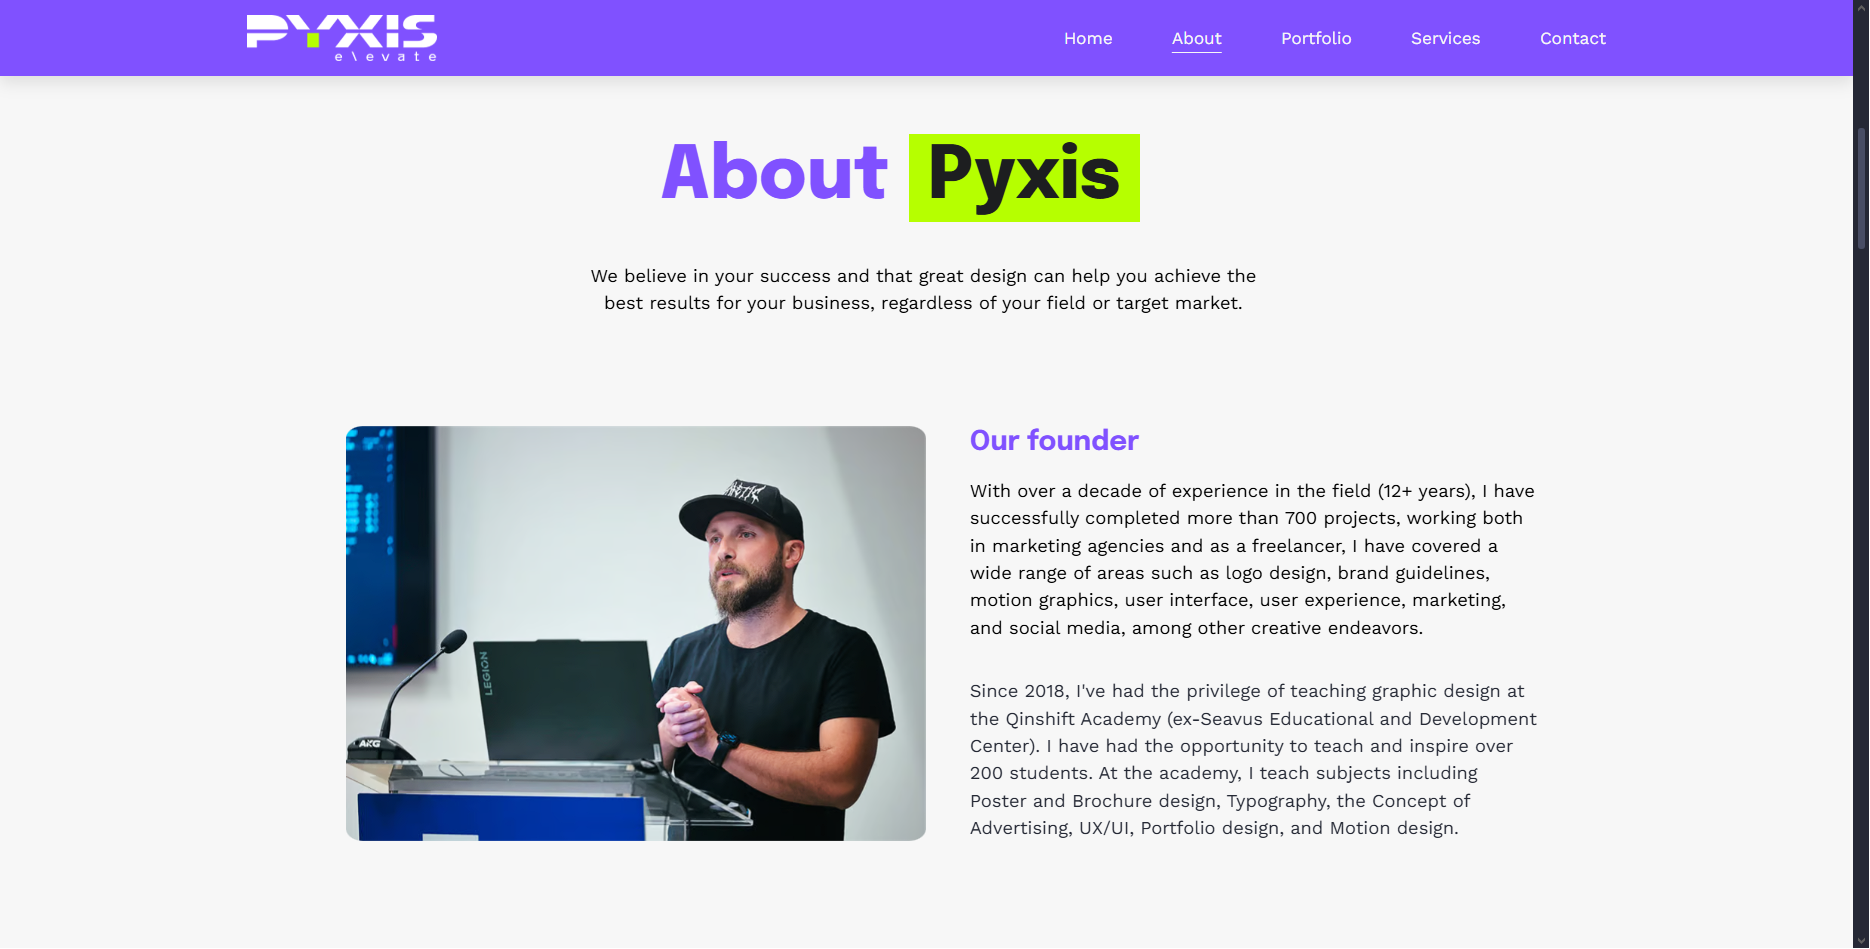 PYXIS
e\evate
Home About Portfolio Services Contact
About Pyxis
We believe in your success and that great design can help you achieve the
best results for your business, regardless of your field or target market.
Our founder
With over a decade of experience in the field (12+ years), I have
successfully completed more than 700 projects, working both
in marketing agencies and as a freelancer, I have covered a
wide range of areas such as logo design, brand guidelines,
motion graphics, user interface, user experience, marketing,
and social media, among other creative endeavors.
Since 2018, I've had the privilege of teaching graphic design at
the Qinshift Academy (ex-Seavus Educational and Development
Center). I have had the opportunity to teach and inspire over
200 students. At the academy, I teach subjects including
Poster and Brochure design, Typography, the Concept of
Advertising, UX/UI, Portfolio design, and Motion design.
LEGION
AKG